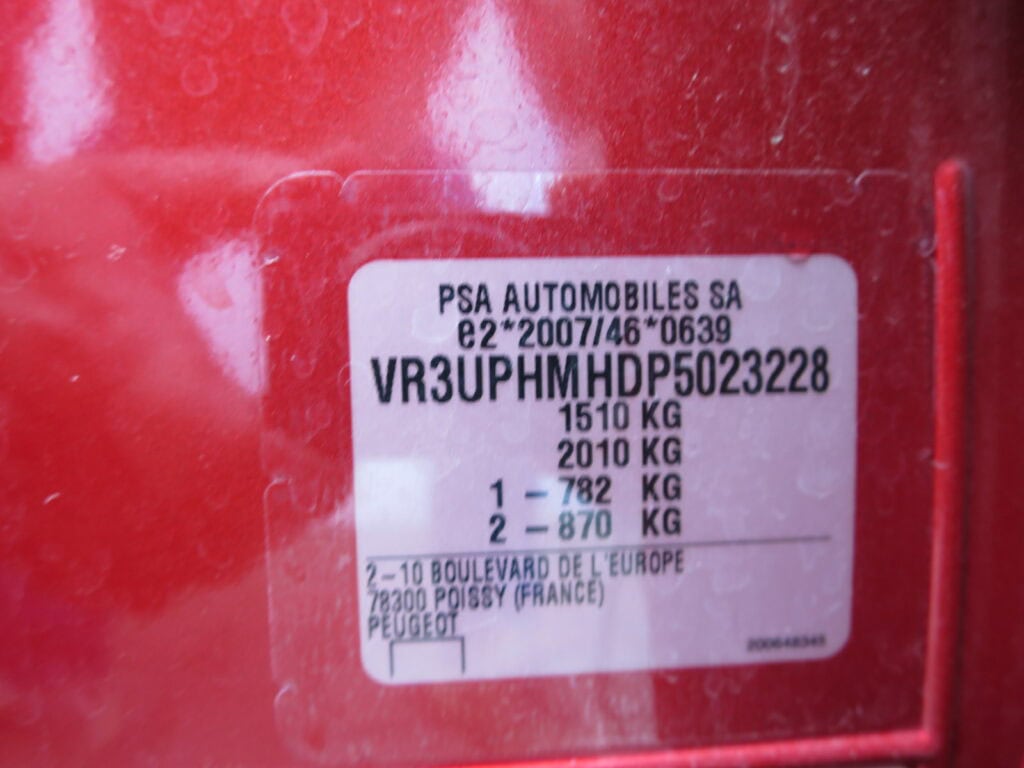 PSA AUTOMOBILES SA
e2*2007/46*0639
VR3UPHMHDP5023228
1510 KG
2010 KG
1 - 782 KG
2 - 870 KG
2-10 BOULEVARD DE L'EUROPE
78300 POISSY (FRANCE)
PEUGEOT